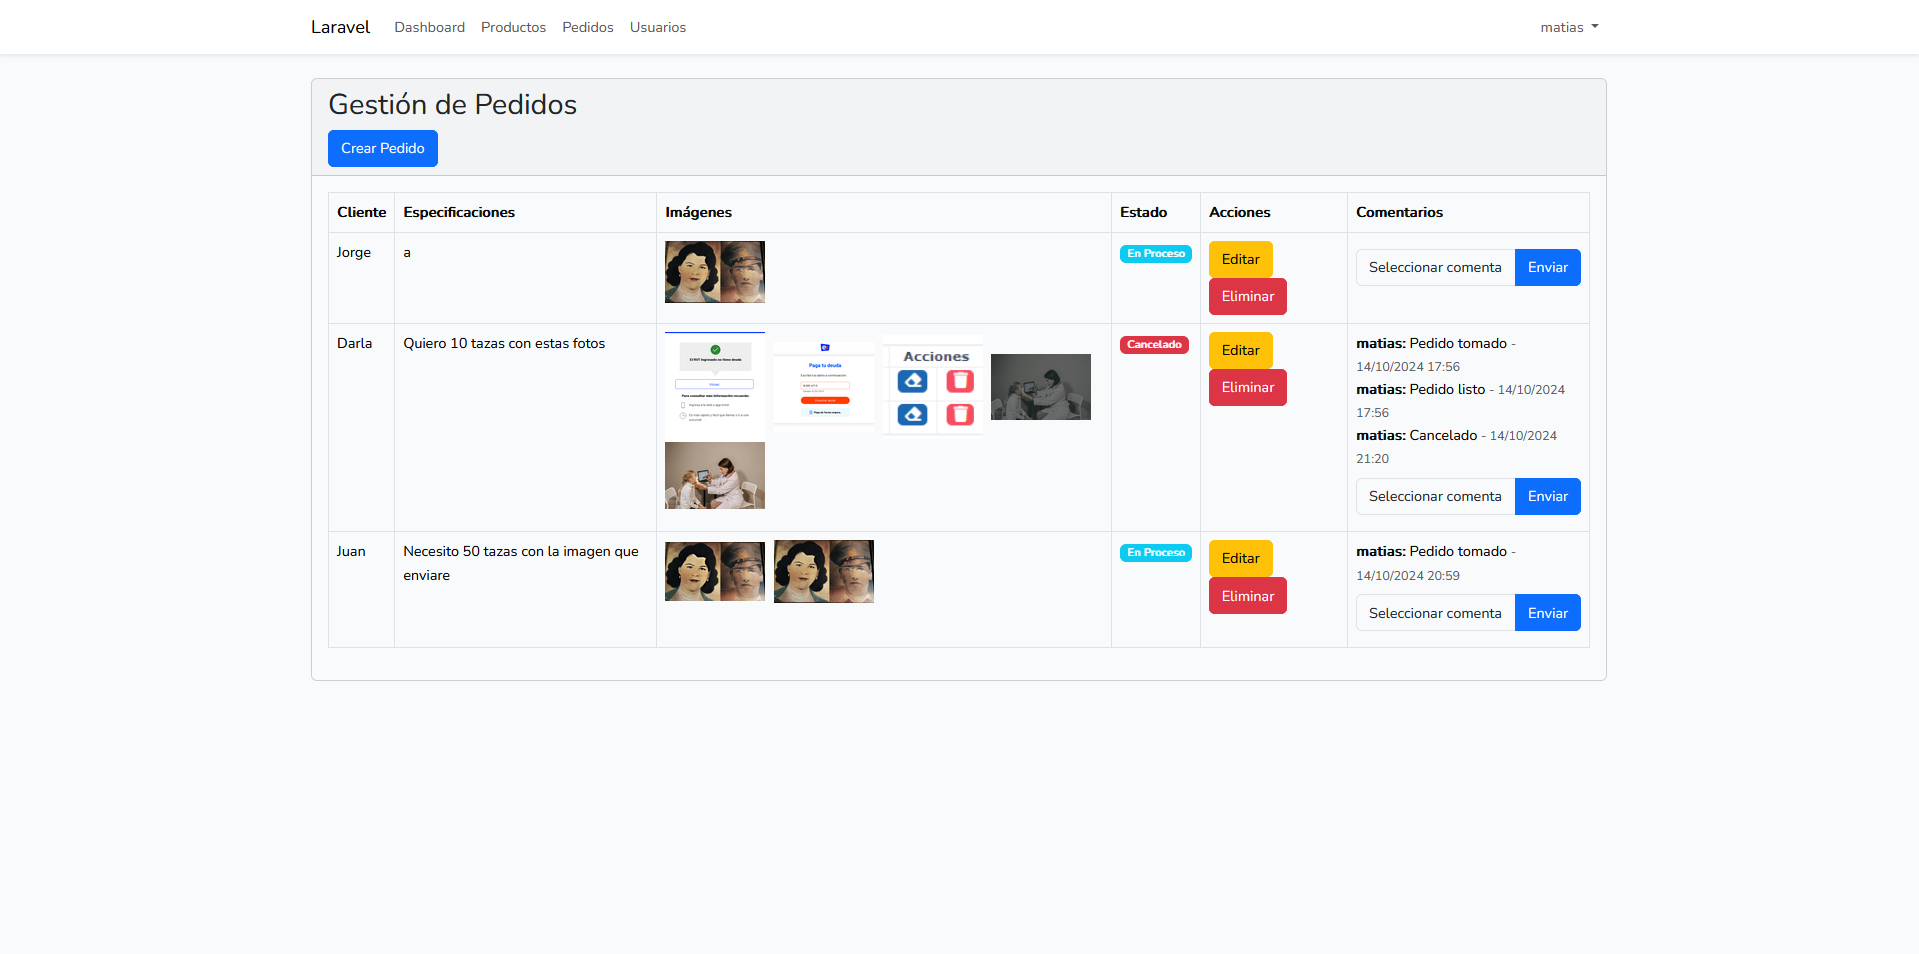 Laravel Dashboard Productos Pedidos Usuarios matias
Gestión de Pedidos
Crear Pedido
Cliente Especificaciones Imágenes Estado Acciones Comentarios
Jorge a En Proceso Editar
Eliminar
Seleccionar comenta Enviar
Darla Quiero 10 tazas con estas fotos
Paga tu deuda
Acciones
Cancelado Editar
Eliminar
matias: Pedido tomado -
14/10/2024 17:56
matias: Pedido listo - 14/10/2024
17:56
matias: Cancelado - 14/10/2024
21:20
Seleccionar comenta Enviar
Juan Necesito 50 tazas con la imagen que
enviare
En Proceso Editar
Eliminar
matias: Pedido tomado -
14/10/2024 20:59
Seleccionar comenta Enviar